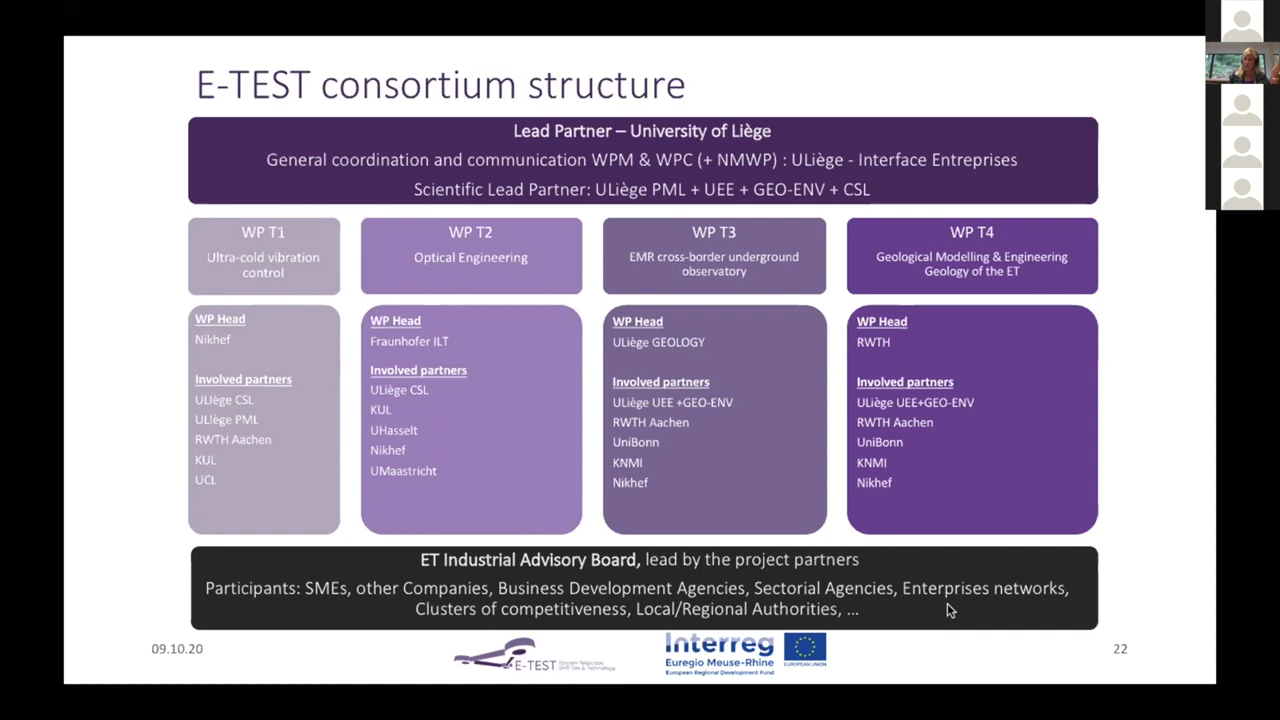 E-TEST consortium structure
Lead Partner – University of Liège
General coordination and communication WPM & WPC (+ NMWP) : ULiège - Interface Entreprises
Scientific Lead Partner: ULiège PML + UEE + GEO-ENV + CSL
WP T1
Ultra-cold vibration
control
WP T2
Optical Engineering
WP T3
EMR cross-border underground
observatory
WP T4
Geological Modelling & Engineering
Geology of the ET
WP Head
Nikhef
Involved partners
ULIège CSL
ULIège PML
RWTH Aachen
KUL
UCL
WP Head
Fraunhofer ILT
Involved partners
ULiège CSL
KUL
UHasselt
Nikhef
UMaastricht
WP Head
ULiège GEOLOGY
Involved partners
ULiège UEE +GEO-ENV
RWTH Aachen
UniBonn
KNMI
Nikhef
WP Head
RWTH
Involved partners
ULiège UEE+GEO-ENV
RWTH Aachen
UniBonn
KNMI
Nikhef
ET Industrial Advisory Board, lead by the project partners
Participants: SMEs, other Companies, Business Development Agencies, Sectorial Agencies, Enterprises networks,
Clusters of competitiveness, Local/Regional Authorities, ...
09.10.20
E-TEST
Interreg
Euregio Meuse-Rhine
European Regional Development Fund
EUROPEAN UNION
22